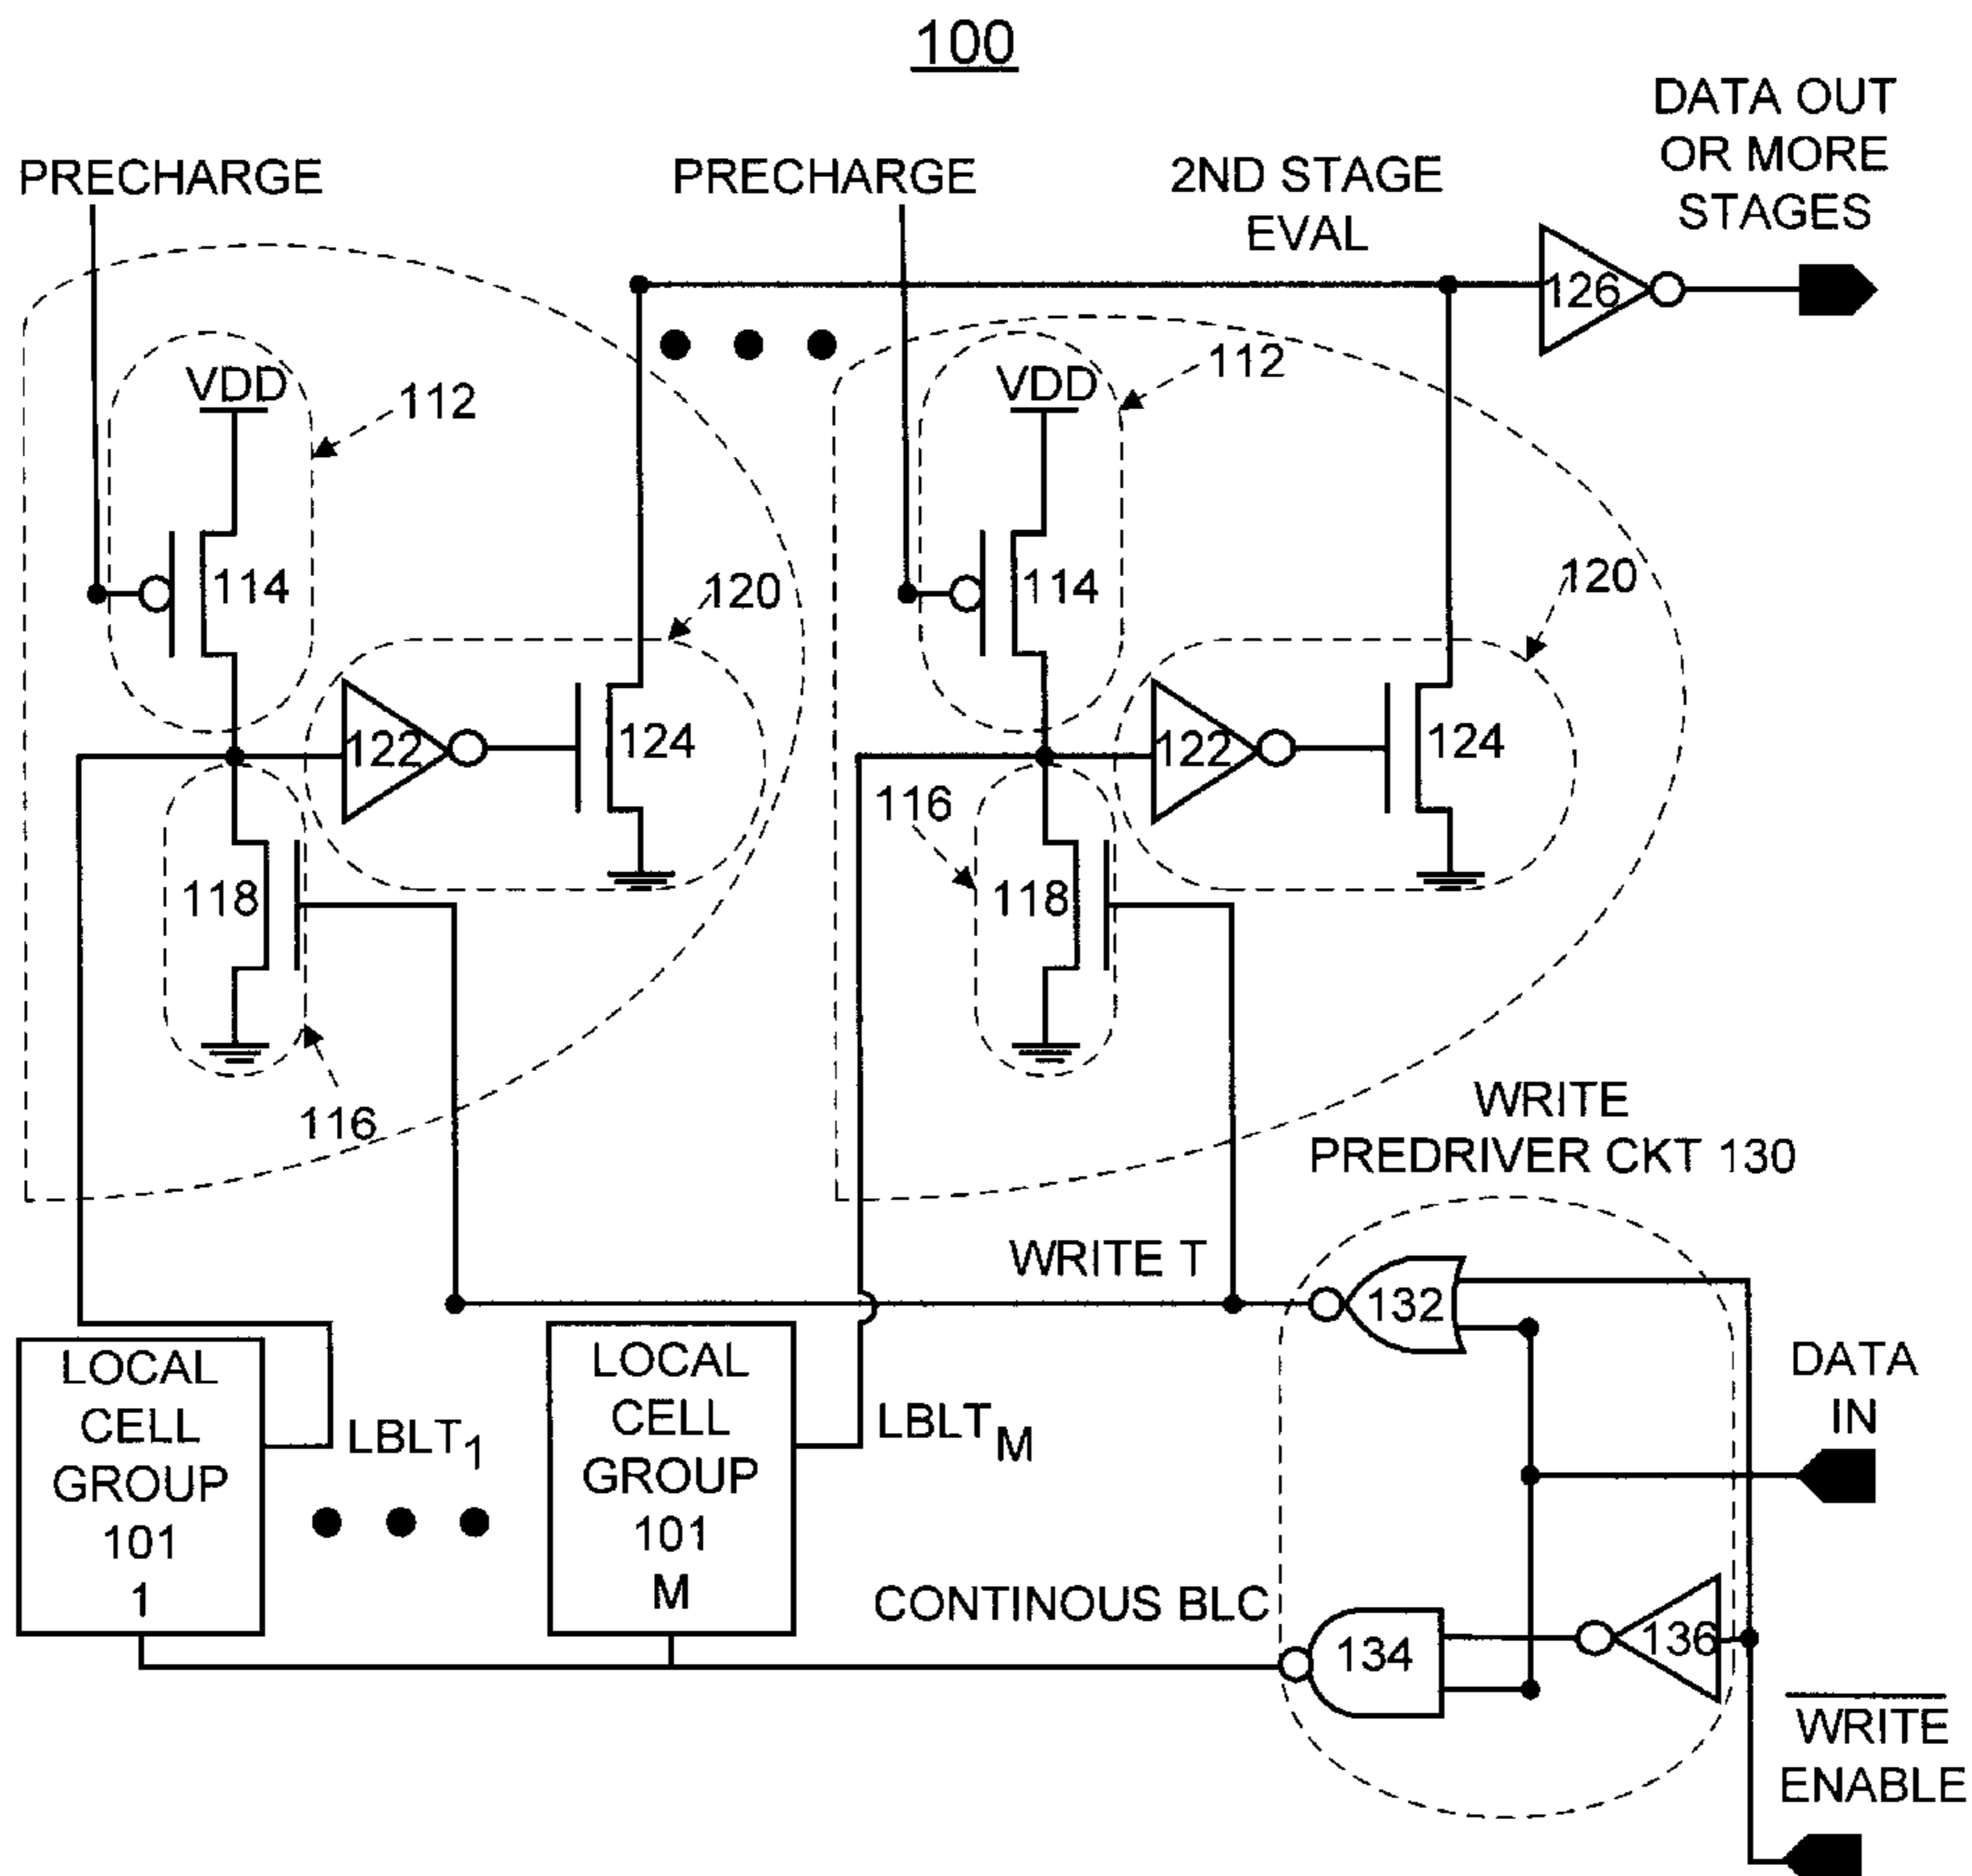 100
DATA OUT
OR MORE
STAGES
PRECHARGE
PRECHARGE
2ND STAGE
EVAL
126
VDD
112
VDD
112
114
120
114
120
122
124
122
124
116
118
118
116
WRITE
PREDRIVER CKT 130
WRITE T
132
DATA
IN
LOCAL
CELL
GROUP
101
1
LBLT1
LOCAL
CELL
GROUP
101
M
LBLTM
CONTINOUS BLC
134
136
WRITE
ENABLE